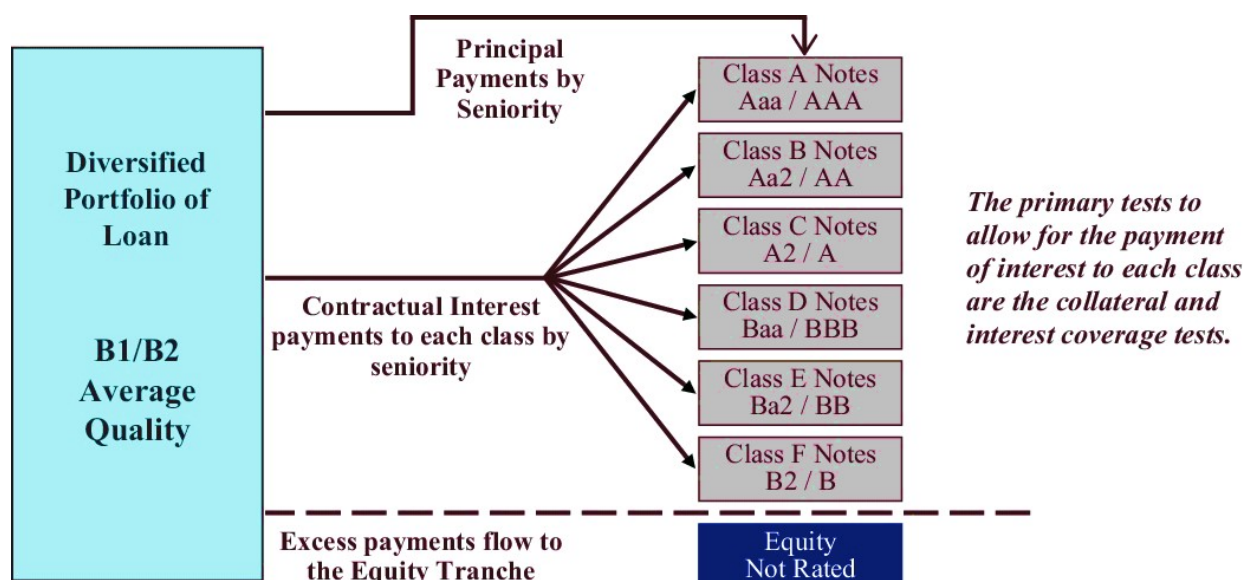 Diversified
Portfolio of
Loan
B1/B2
Average
Quality
Principal
Payments by
Seniority
Contractual Interest
payments to each class by
seniority
Excess payments flow to
the Equity Tranche
Class A Notes
Aaa / AAA
Class B Notes
Aa2 / AA
Class C Notes
A2 / A
Class D Notes
Baa / BBB
Class E Notes
Ba2 / BB
Class F Notes
B2 / B
Equity
Not Rated
The primary tests to
allow for the payment
of interest to each class
are the collateral and
interest coverage tests.